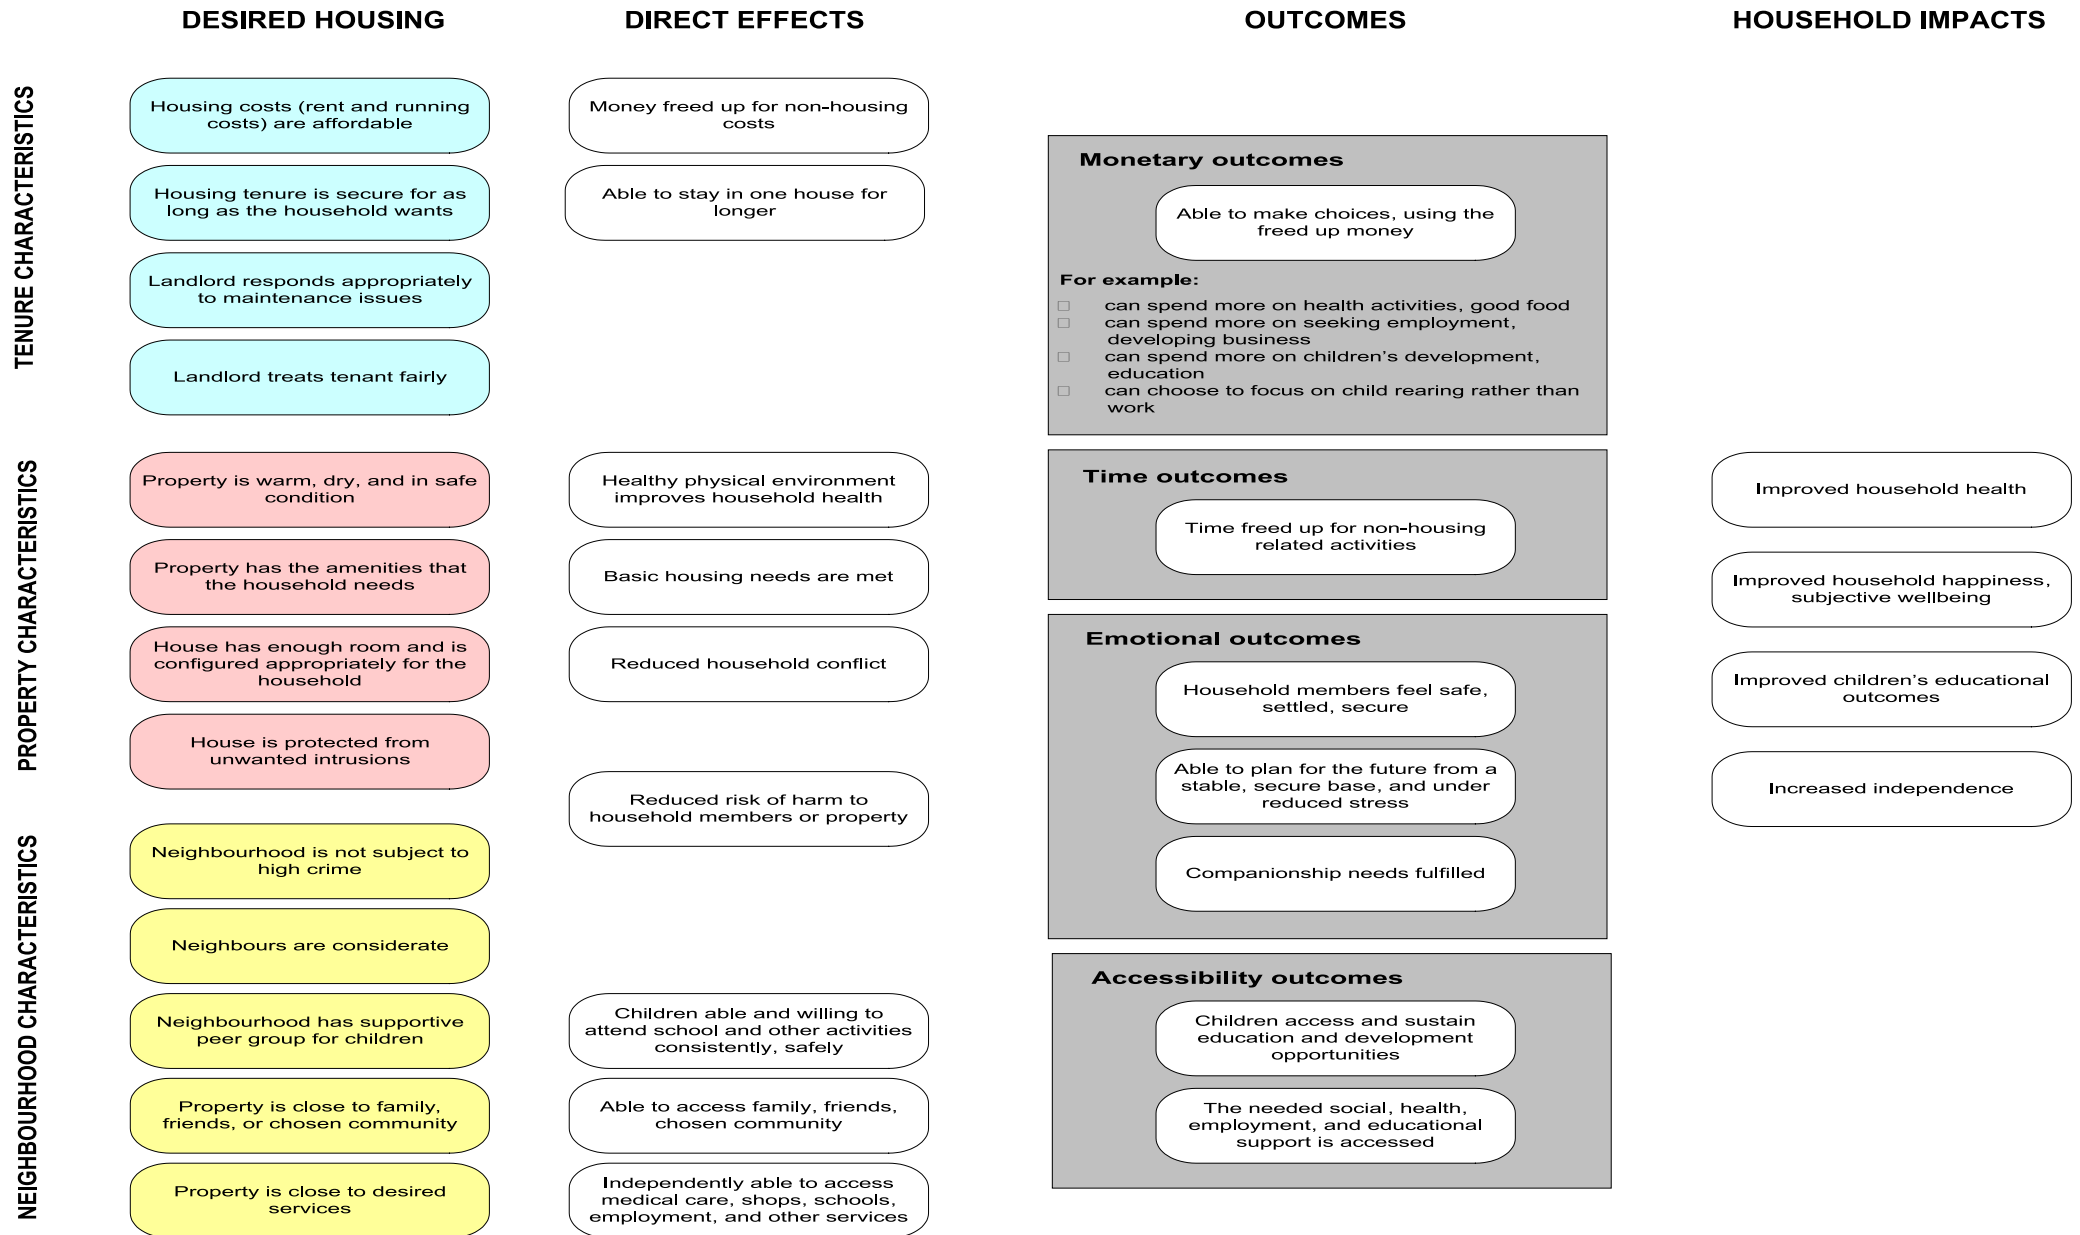 DESIRED HOUSING
DIRECT EFFECTS
OUTCOMES
HOUSEHOLD IMPACTS
TENURE CHARACTERISTICS
Housing costs (rent and running
costs) are affordable
Housing tenure is secure for as
long as the household wants
Landlord responds appropriately
to maintenance issues
Landlord treats tenant fairly
PROPERTY CHARACTERISTICS
Property is warm, dry, and in safe
condition
Property has the amenities that
the household needs
House has enough room and is
configured appropriately for the
household
House is protected from
unwanted intrusions
NEIGHBOURHOOD CHARACTERISTICS
Neighbourhood is not subject to
high crime
Neighbours are considerate
Neighbourhood has supportive
peer group for children
Property is close to family,
friends, or chosen community
Property is close to desired
services
Money freed up for non-housing
costs
Able to stay in one house for
longer
Healthy physical environment
improves household health
Basic housing needs are met
Reduced household conflict
Reduced risk of harm to
household members or property
Children able and willing to
attend school and other activities
consistently, safely
Able to access family, friends,
chosen community
Independently able to access
medical care, shops, schools,
employment, and other services
Monetary outcomes
Able to make choices, using the
freed up money
For example:
can spend more on health activities, good food
can spend more on seeking employment,
developing business
can spend more on children’s development,
education
can choose to focus on child rearing rather than
work
Time outcomes
Time freed up for non-housing
related activities
Emotional outcomes
Household members feel safe,
settled, secure
Able to plan for the future from a
stable, secure base, and under
reduced stress
Companionship needs fulfilled
Accessibility outcomes
Children access and sustain
education and development
opportunities
The needed social, health,
employment, and educational
support is accessed
Improved household health
Improved household happiness,
subjective wellbeing
Improved children’s educational
outcomes
Increased independence